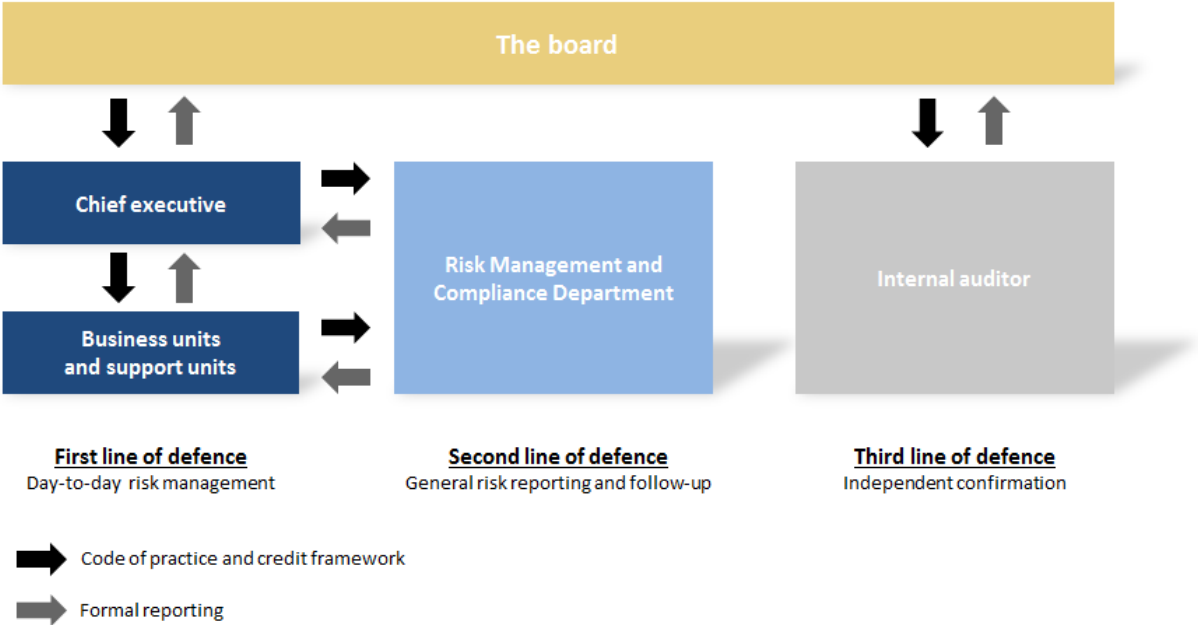 The board
Chief executive
Risk Management and
Compliance Department
Internal auditor
Business units
and support units
First line of defence
Day-to-day risk management
Second line of defence
General risk reporting and follow-up
Third line of defence
Independent confirmation
Code of practice and credit framework
Formal reporting